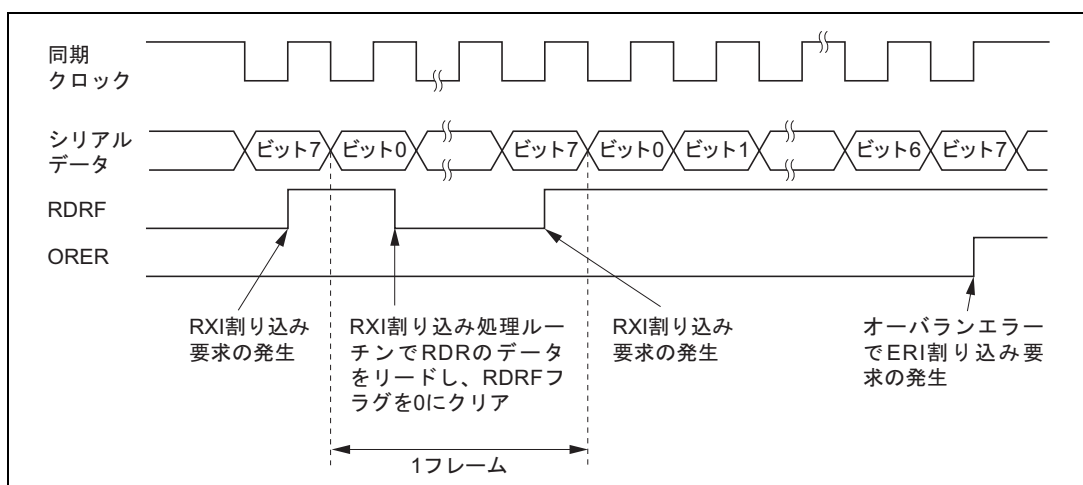 同期
クロック
シリアル
データ
ビット7
ビット0
ビット7
ビット0
ビット1
ビット6
ビット7
RDRF
ORER
RXI割り込み
要求の発生
RXI割り込み処理ルー
チンでRDRのデータ
をリードし、RDRFフ
ラグを0にクリア
RXI割り込み
要求の発生
オーバランエラー
でERI割り込み要
求の発生
1フレーム